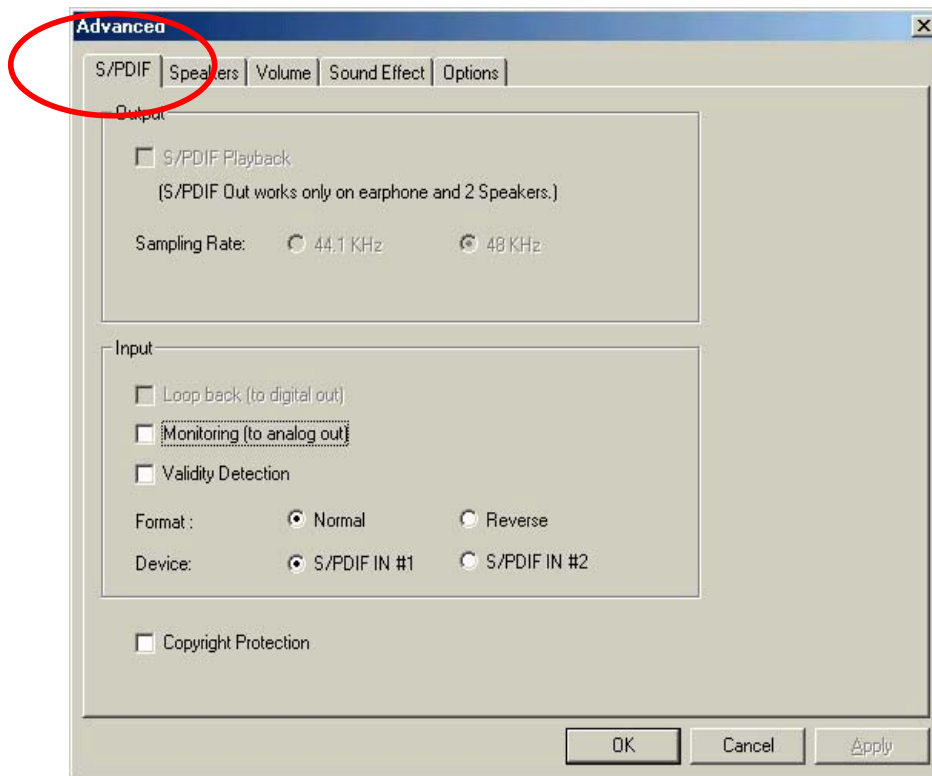 Advanced
S/PDIF Speakers Volume Sound Effect Options
Output
S/PDIF Playback
(S/PDIF Out works only on earphone and 2 Speakers.)
Sampling Rate: 44.1 KHz 48 KHz
Input
Loop back (to digital out)
Monitoring (to analog out)
Validity Detection
Format : Normal Reverse
Device: S/PDIF IN #1 S/PDIF IN #2
Copyright Protection
OK Cancel Apply